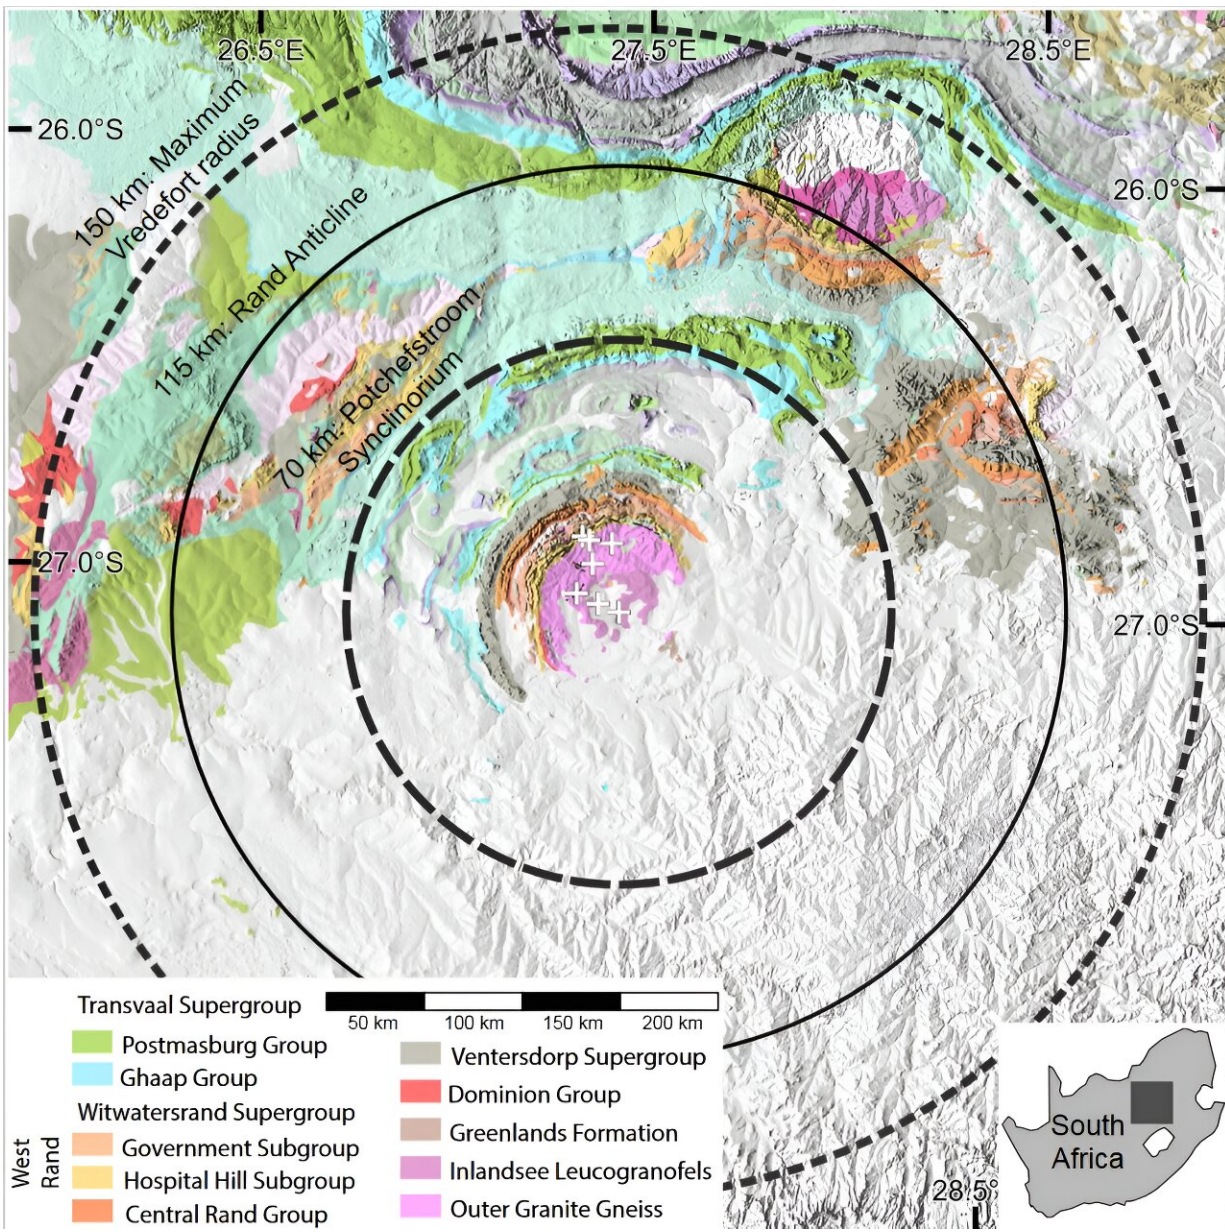 26.5°E
27.5°E
28.5°E
26.0°S
26.0°S
150 km: Maximum
Vredefort radius
115 km: Rand Anticline
70 km: Potchefstroom
Synclinorium
27.0°S
27.0°S
Transvaal Supergroup
Postmasburg Group
Ghaap Group
Witwatersrand Supergroup
West
Rand
Government Subgroup
Hospital Hill Subgroup
Central Rand Group
50 km 100 km 150 km 200 km
Ventersdorp Supergroup
Dominion Group
Greenlands Formation
Inlandsee Leucogranofels
Outer Granite Gneiss
28.5°
South
Africa